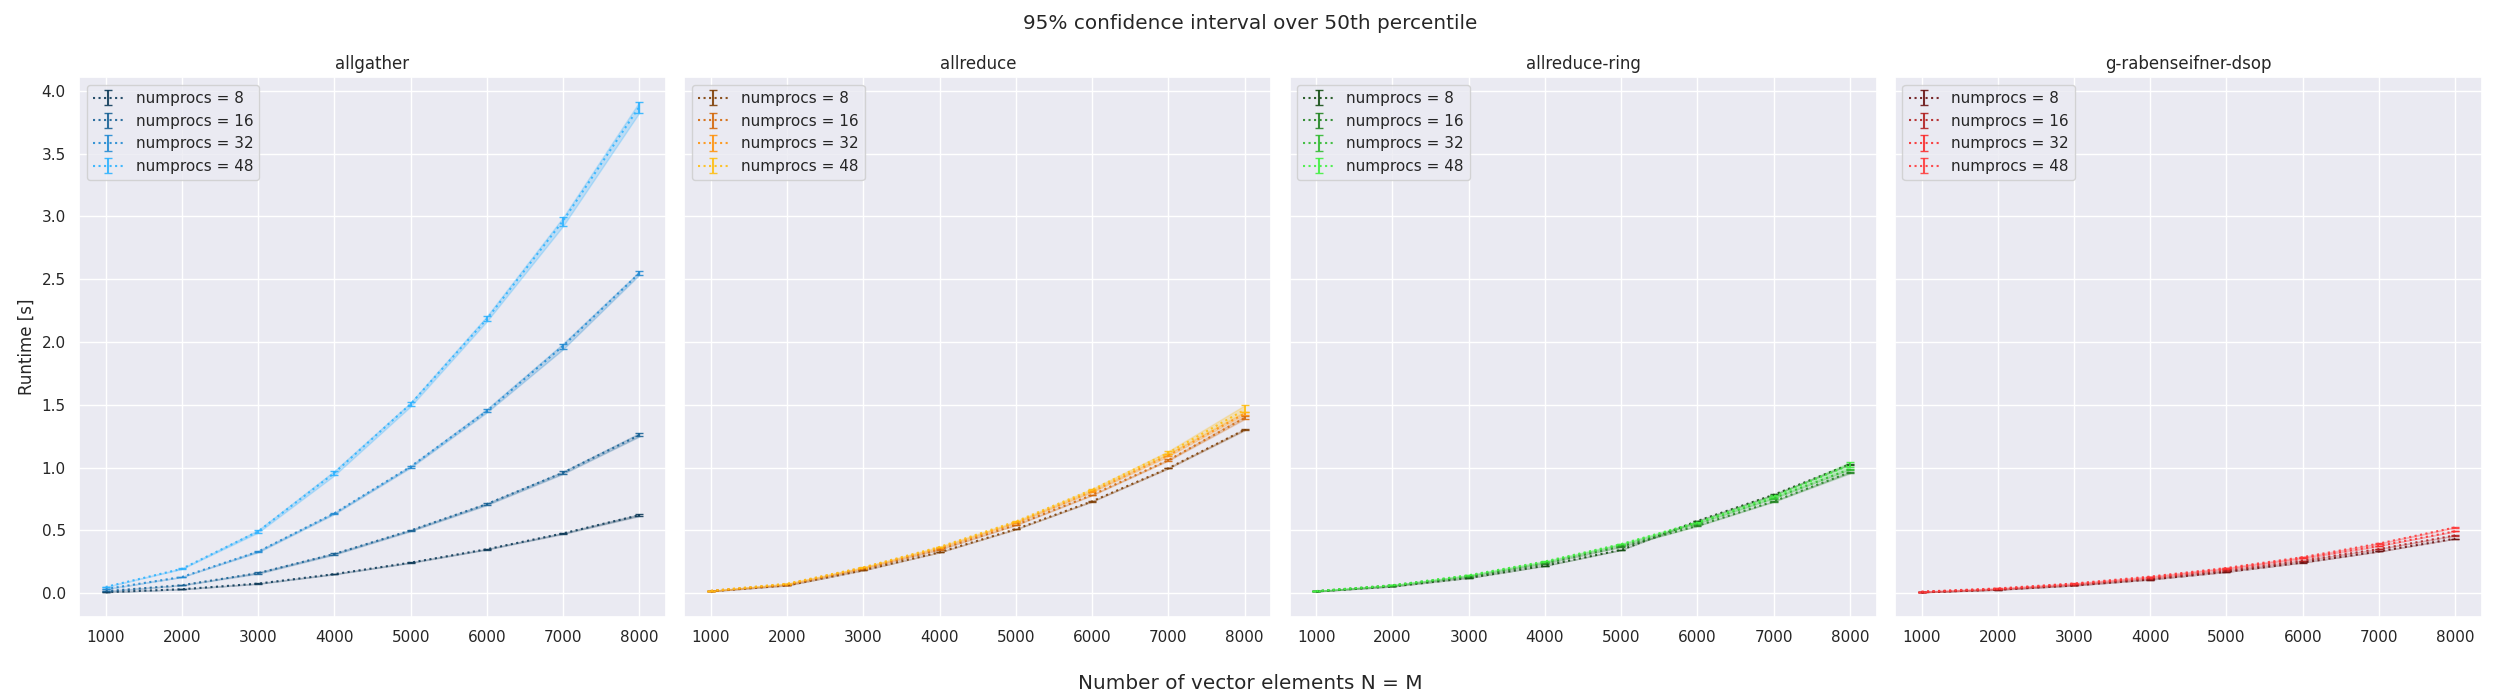 95% confidence interval over 50th percentile
allgather
allreduce
allreduce-ring
g-rabenseifner-dsop
Runtime [s]
4.0
3.5
3.0
2.5
2.0
1.5
1.0
0.5
0.0
numprocs = 8
numprocs = 16
numprocs = 32
numprocs = 48
numprocs = 8
numprocs = 16
numprocs = 32
numprocs = 48
numprocs = 8
numprocs = 16
numprocs = 32
numprocs = 48
numprocs = 8
numprocs = 16
numprocs = 32
numprocs = 48
1000 2000 3000 4000 5000 6000 7000 8000
1000 2000 3000 4000 5000 6000 7000 8000
1000 2000 3000 4000 5000 6000 7000 8000
1000 2000 3000 4000 5000 6000 7000 8000
Number of vector elements N = M